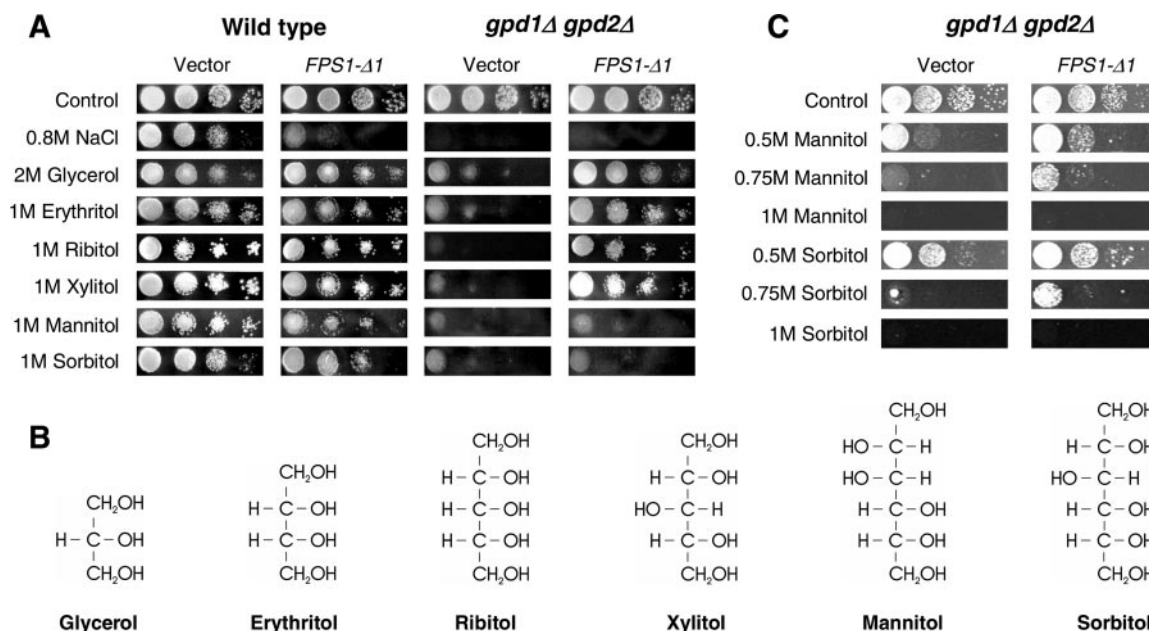 A Wild type gpd1Δ gpd2Δ
Vector FPS1-Δ1 Vector FPS1-Δ1
Control
0.8M NaCl
2M Glycerol
1M Erythritol
1M Ribitol
1M Xylitol
1M Mannitol
1M Sorbitol
C gpd1Δ gpd2Δ
Vector FPS1-Δ1
Control
0.5M Mannitol
0.75M Mannitol
1M Mannitol
0.5M Sorbitol
0.75M Sorbitol
1M Sorbitol
B
CH2OH
H – C – OH
CH2OH
Glycerol
CH2OH
H – C – OH
H – C – OH
CH2OH
Erythritol
CH2OH
H – C – OH
H – C – OH
H – C – OH
CH2OH
Ribitol
CH2OH
H – C – OH
HO – C – H
H – C – OH
CH2OH
Xylitol
CH2OH
HO – C – H
HO – C – H
H – C – OH
H – C – OH
CH2OH
Mannitol
CH2OH
H – C – OH
HO – C – H
H – C – OH
H – C – OH
CH2OH
Sorbitol